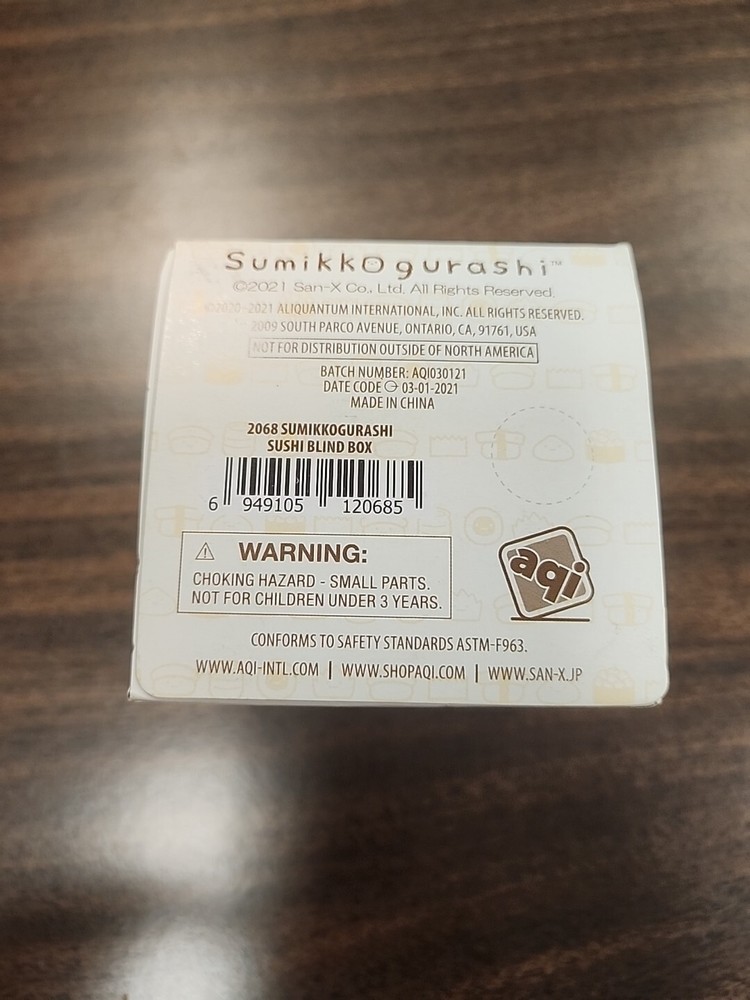 Sumikkogurashi™
©2021 San-X Co., Ltd. All Rights Reserved.
©2020-2021 ALIQUANTUM INTERNATIONAL, INC. ALL RIGHTS RESERVED.
2009 SOUTH PARCO AVENUE, ONTARIO, CA, 91761, USA
NOT FOR DISTRIBUTION OUTSIDE OF NORTH AMERICA
BATCH NUMBER: AQI030121
DATE CODE 03-01-2021
MADE IN CHINA
2068 SUMIKKOGURASHI
SUSHI BLIND BOX
6 949105 120685
⚠ WARNING:
CHOKING HAZARD - SMALL PARTS.
NOT FOR CHILDREN UNDER 3 YEARS.
aqi
CONFORMS TO SAFETY STANDARDS ASTM-F963.
WWW.AQI-INTL.COM | WWW.SHOPAQI.COM | WWW.SAN-X.JP